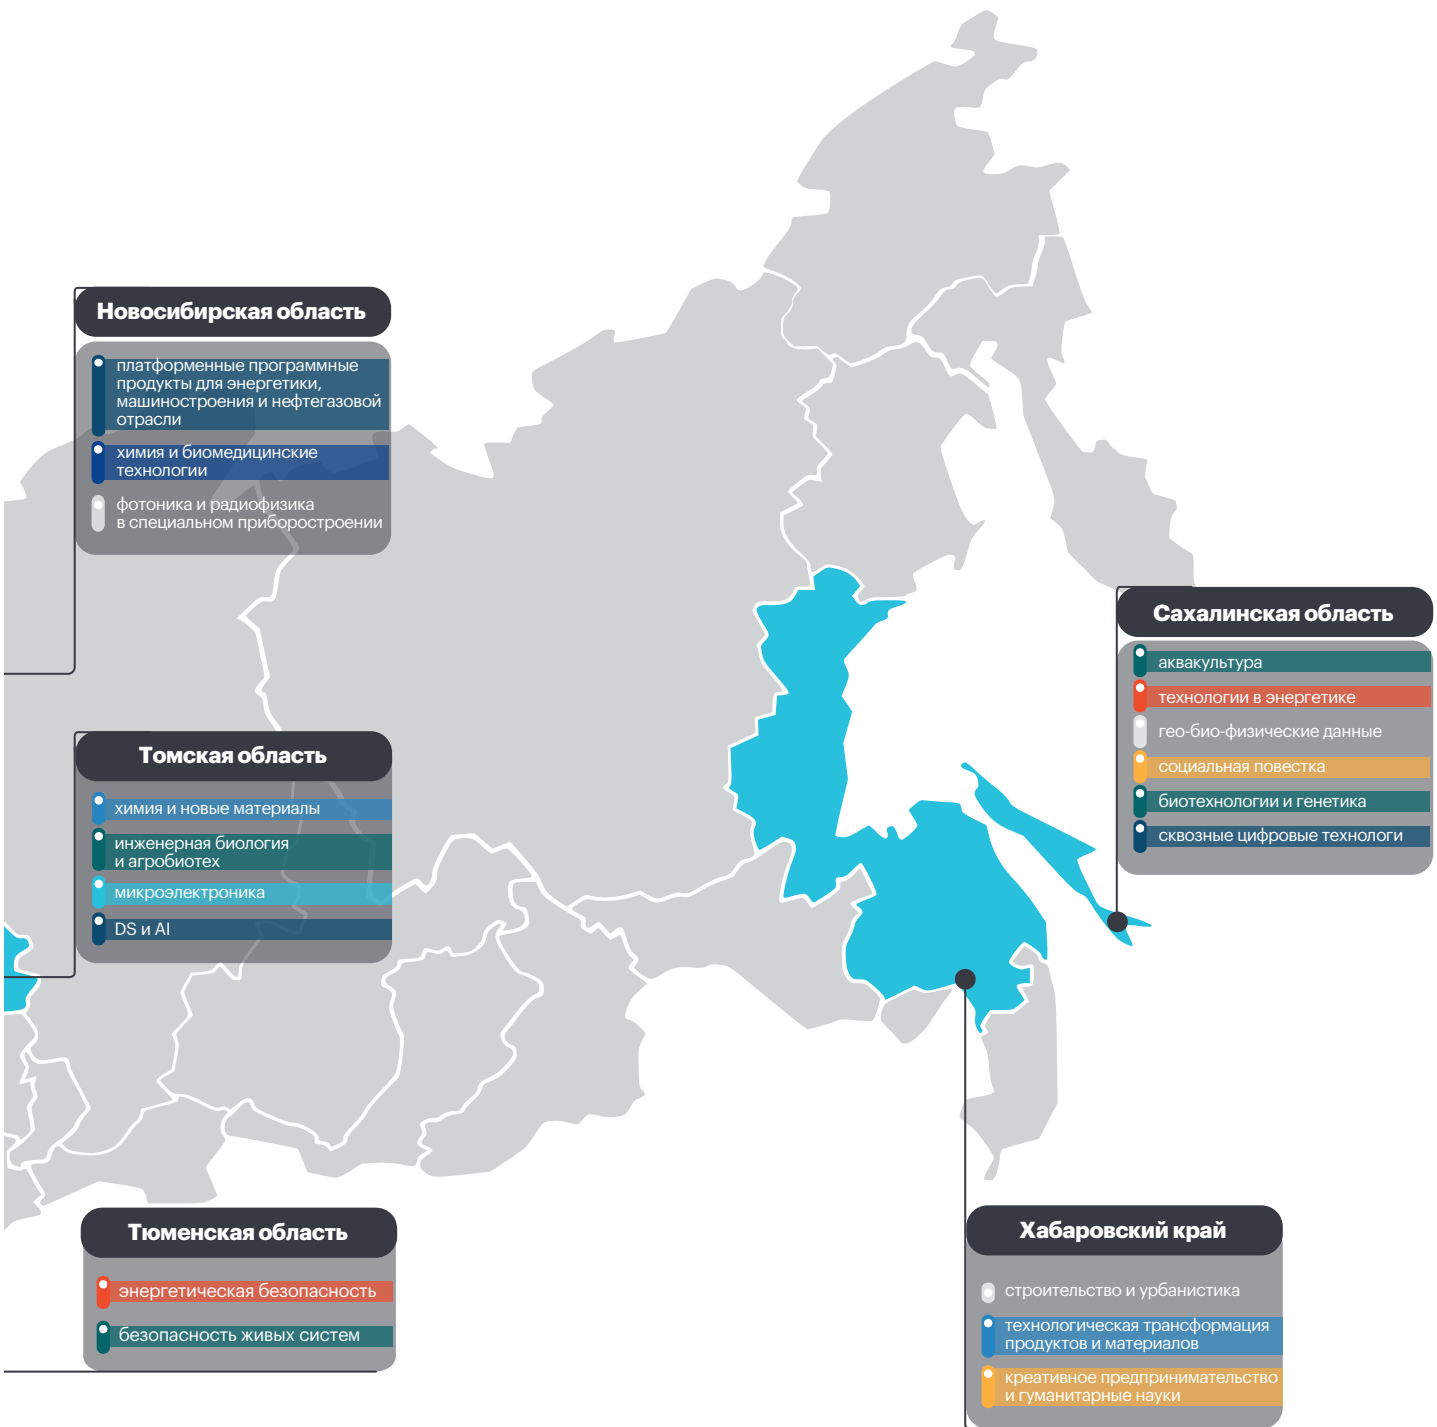 Новосибирская область
платформенные программные
продукты для энергетики,
машиностроения и нефтегазовой
отрасли
химия и биомедицинские
технологии
фотоника и радиофизика
в специальном приборостроении
Томская область
химия и новые материалы
инженерная биология
и агробиотех
микроэлектроника
DS и AI
Тюменская область
энергетическая безопасность
безопасность живых систем
Сахалинская область
аквакультура
технологии в энергетике
гео-био-физические данные
социальная повестка
биотехнологии и генетика
сквозные цифровые технологи
Хабаровский край
строительство и урбанистика
технологическая трансформация
продуктов и материалов
креативное предпринимательство
и гуманитарные науки